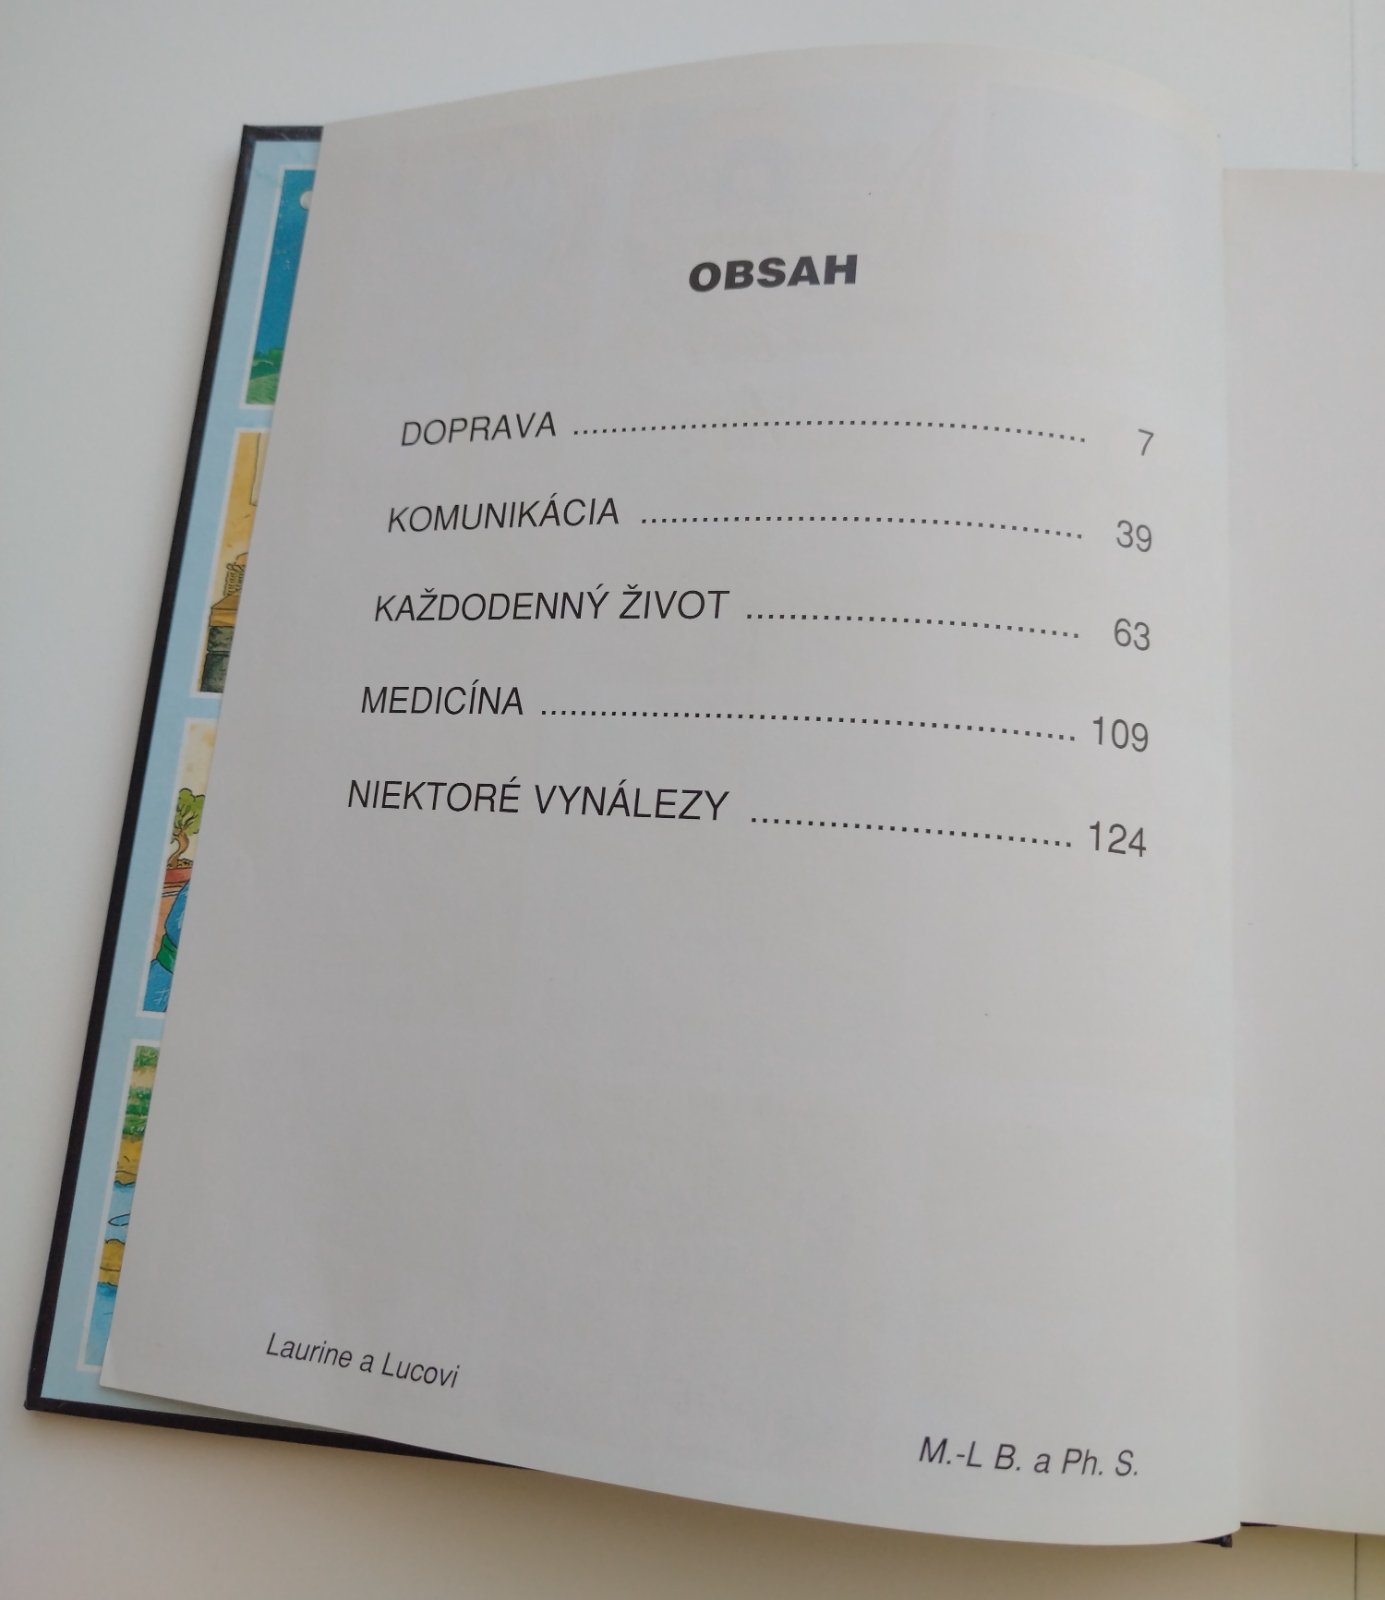 OBSAH
DOPRAVA ................................................ 7
KOMUNIKÁCIA ........................................ 39
KAŽDODENNÝ ŽIVOT .............................. 63
MEDICÍNA ................................................ 109
NIEKTORÉ VYNÁLEZY ............................ 124
Laurine a Lucovi
M.-L B. a Ph. S.